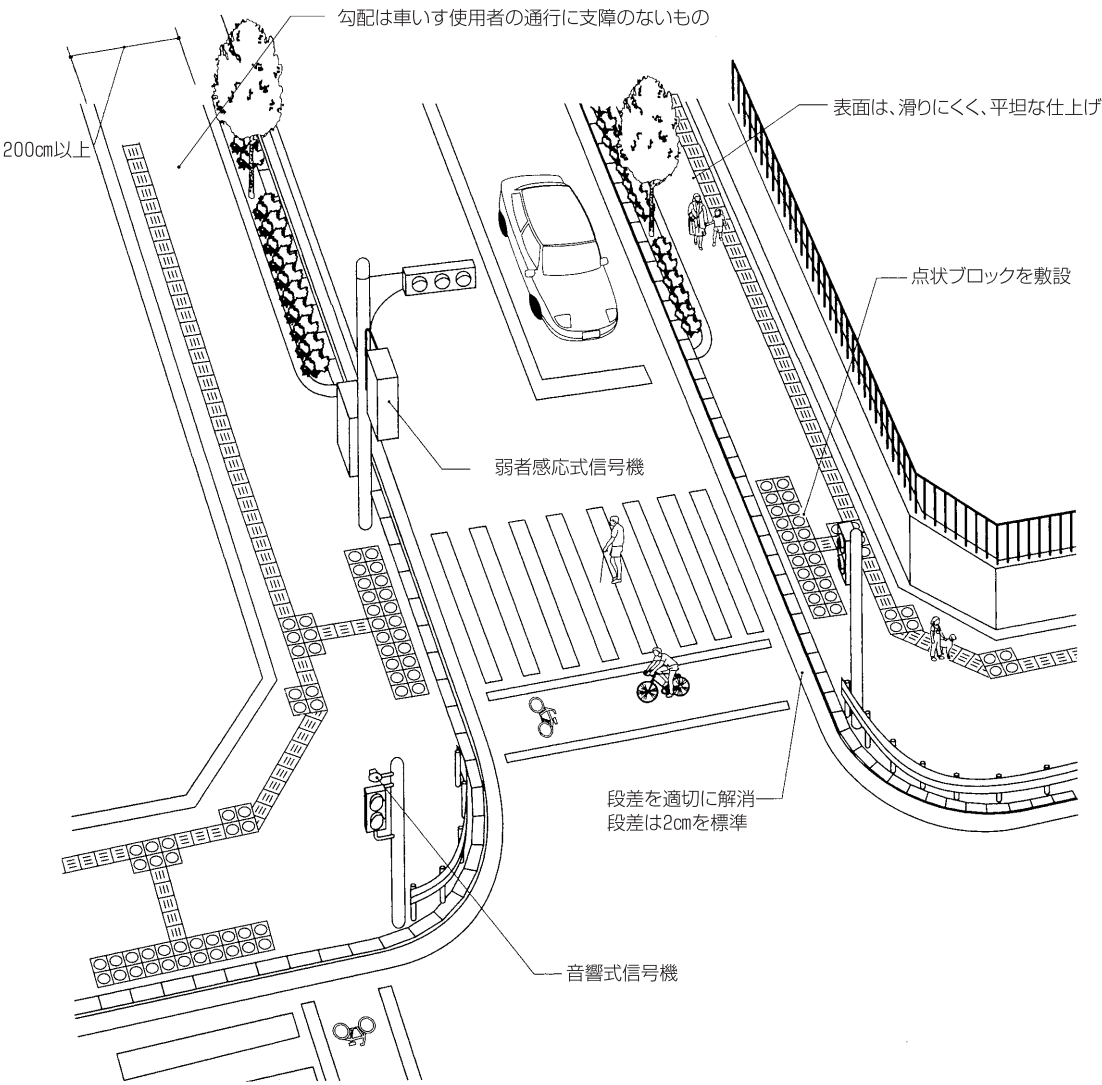 勾配は車いす使用者の通行に支障のないもの
表面は、滑りにくく、平坦な仕上げ
200cm以上
点状ブロックを敷設
弱者感応式信号機
段差を適切に解消
段差は2cmを標準
音響式信号機